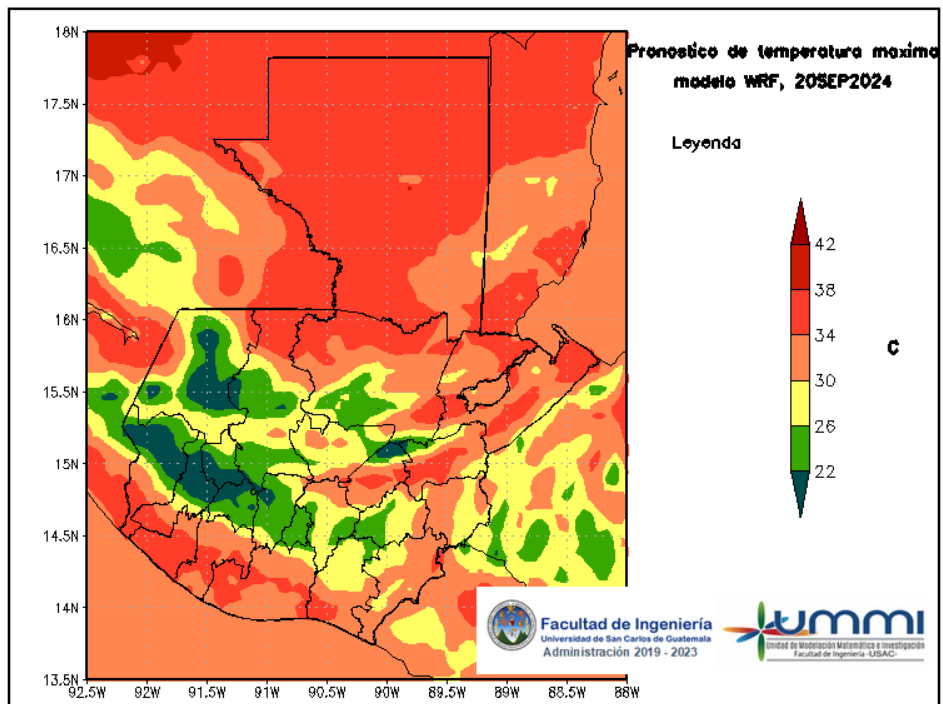 Pronostico de temperatura maxima
modelo WRF, 20SEP2024
Leyenda
42
38
34
30
26
22
C
18N
17.5N
17N
16.5N
16N
15.5N
15N
14.5N
14N
13.5N
92.5W
92W
91.5W
91W
90.5W
90W
89.5W
89W
88.5W
88W
Facultad de Ingeniería
Universidad de San Carlos de Guatemala
Administración 2019 - 2023
ummi
Unidad de Modelación Matemática e Investigación
Facultad de Ingeniería -USAC-